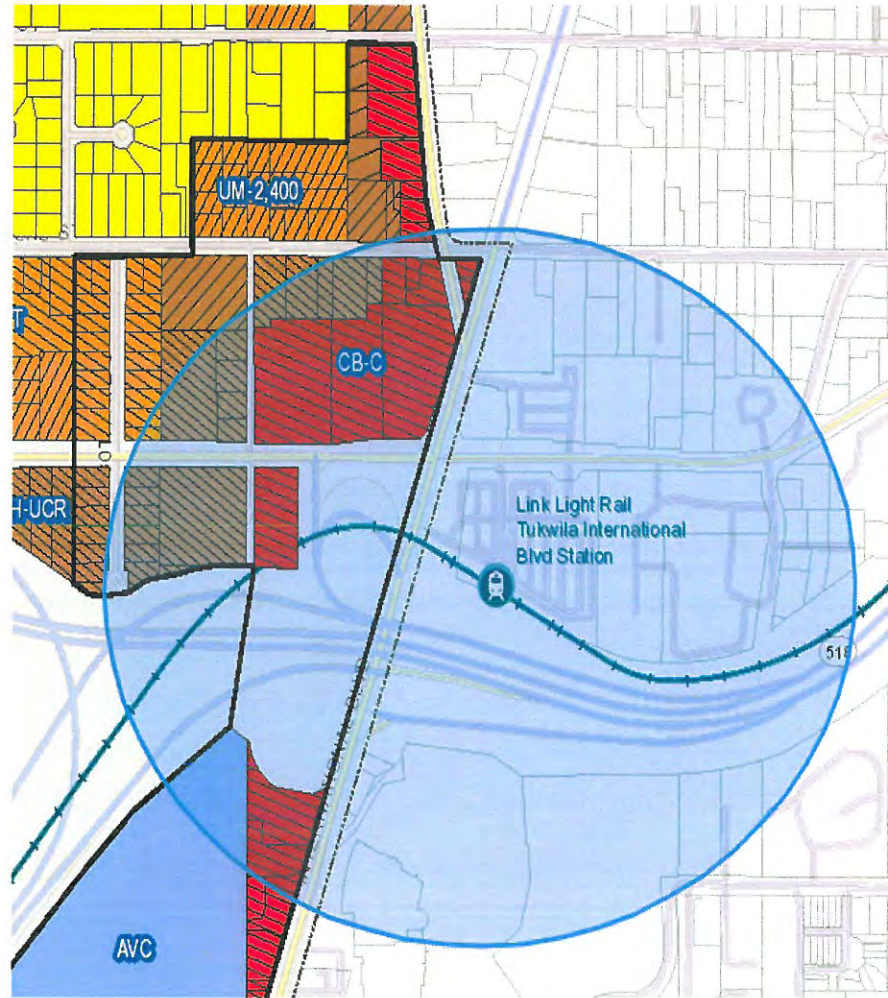 UM-2,400
CB-C
T
H-UCR
Link Light Rail
Tukwila International
Blvd Station
518
AVC